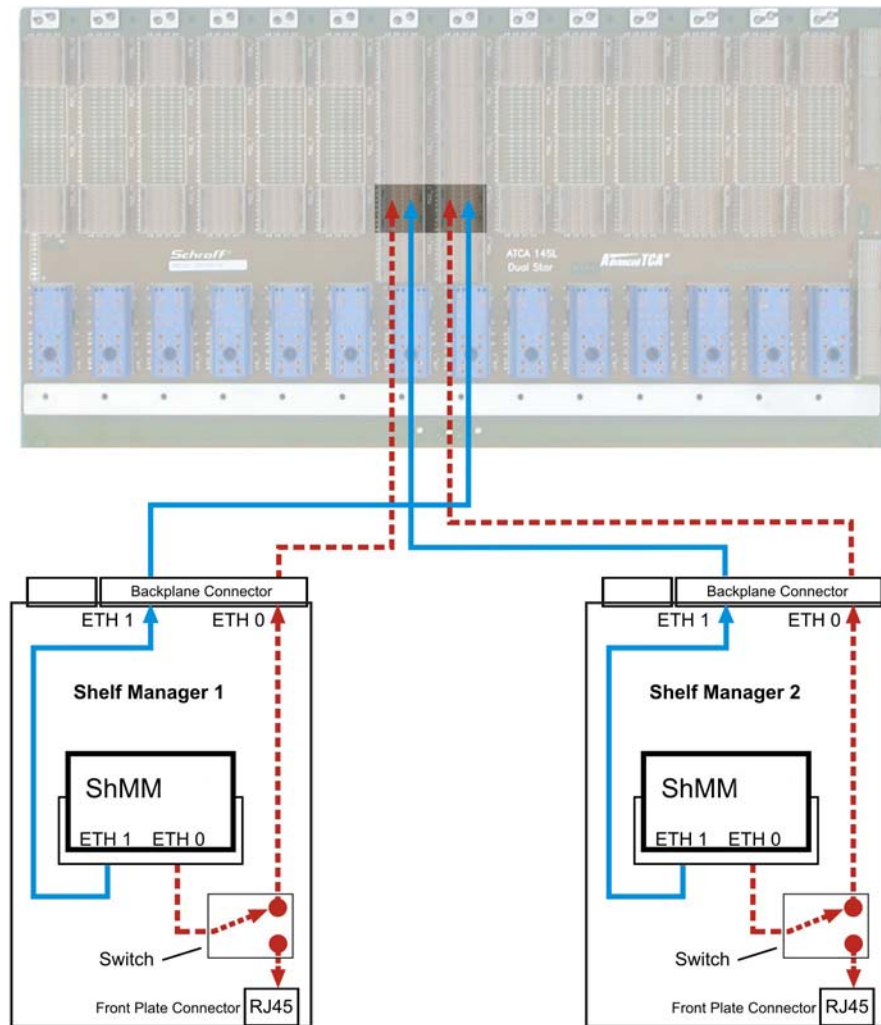 Schroff
ATCA 14SL
Dual Star
AdvancedTCA
Backplane Connector
Backplane Connector
ETH 1
ETH 0
ETH 1
ETH 0
Shelf Manager 1
Shelf Manager 2
ShMM
ShMM
ETH 1
ETH 0
ETH 1
ETH 0
Switch
Switch
Front Plate Connector
RJ45
Front Plate Connector
RJ45